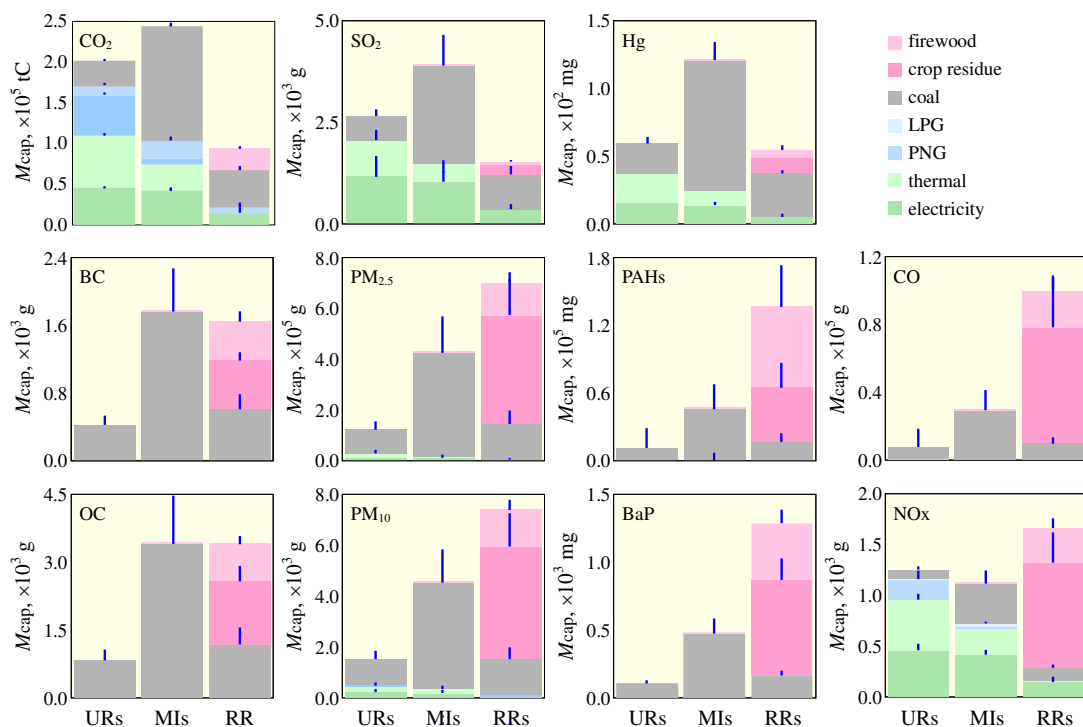 CO2
Mcap, ×10^5 tC
2.5
2.0
1.5
1.0
0.5
0.0
SO2
Mcap, ×10^3 g
5.0
2.5
0.0
Hg
Mcap, ×10^2 mg
1.5
1.0
0.5
0.0
firewood
crop residue
coal
LPG
PNG
thermal
electricity
BC
Mcap, ×10^3 g
2.4
1.6
0.8
0.0
PM2.5
Mcap, ×10^5 g
8.0
6.0
4.0
2.0
0.0
PAHs
Mcap, ×10^5 mg
1.8
1.2
0.6
0.0
CO
Mcap, ×10^5 g
1.2
0.8
0.4
0.0
OC
Mcap, ×10^3 g
4.5
3.0
1.5
0.0
URs MIs RR
PM10
Mcap, ×10^3 g
8.0
6.0
4.0
2.0
0.0
URs MIs RRs
BaP
Mcap, ×10^3 mg
1.5
1.0
0.5
0.0
URs MIs RRs
NOx
Mcap, ×10^3 g
2.0
1.5
1.0
0.5
0.0
URs MIs RRs